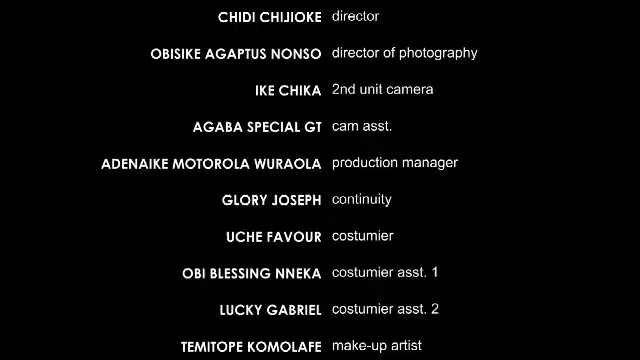 CHIDI CHIJIOKE director
OBISIKE AGAPTUS NONSO director of photography
IKE CHIKA 2nd unit camera
AGABA SPECIAL GT cam asst.
ADENAIKE MOTOROLA WURAOLA production manager
GLORY JOSEPH continuity
UCHE FAVOUR costumier
OBI BLESSING NNEKA costumier asst. 1
LUCKY GABRIEL costumier asst. 2
TEMITOPE KOMOLAFE make-up artist